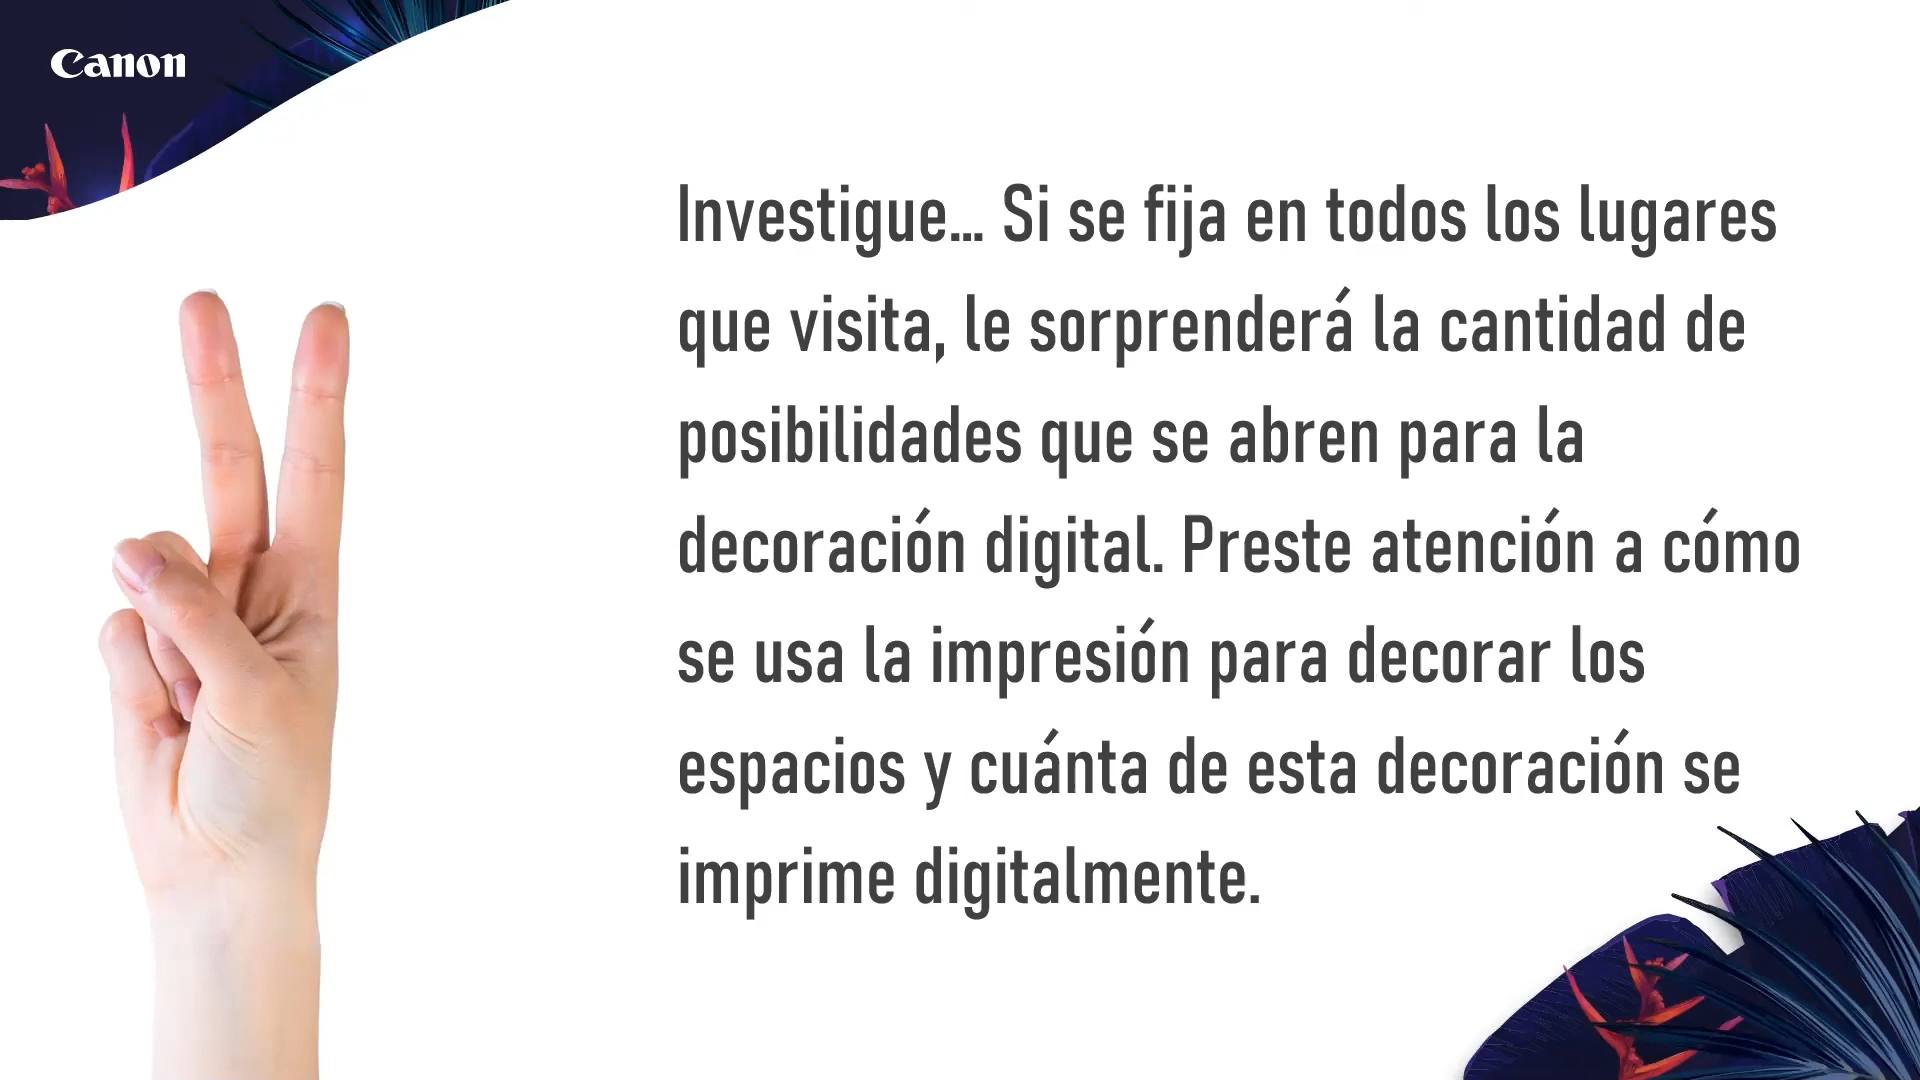 Canon
Investigue... Si se fija en todos los lugares
que visita, le sorprenderá la cantidad de
posibilidades que se abren para la
decoración digital. Preste atención a cómo
se usa la impresión para decorar los
espacios y cuánta de esta decoración se
imprime digitalmente.